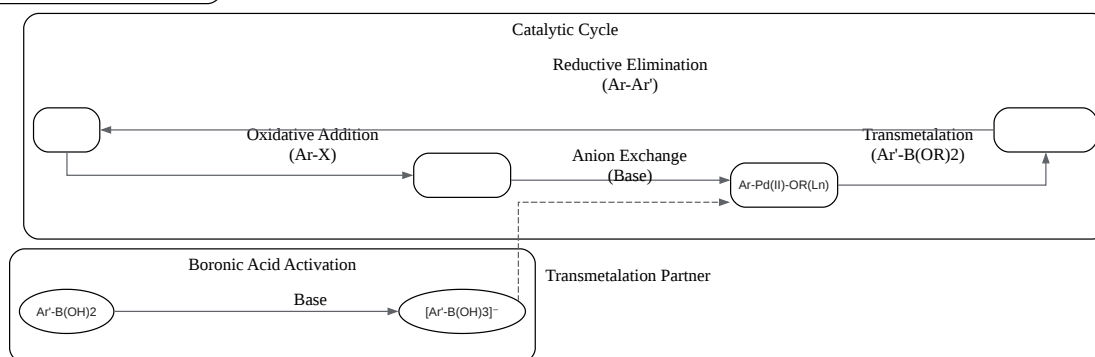 Catalytic Cycle
Reductive Elimination
(Ar-Ar')
Oxidative Addition
(Ar-X)
Transmetalation
(Ar'-B(OR)2)
Anion Exchange
(Base)
Ar-Pd(II)-OR(Ln)
Boronic Acid Activation
Transmetalation Partner
Ar'-B(OH)2
Base
[Ar'-B(OH)3]⁻